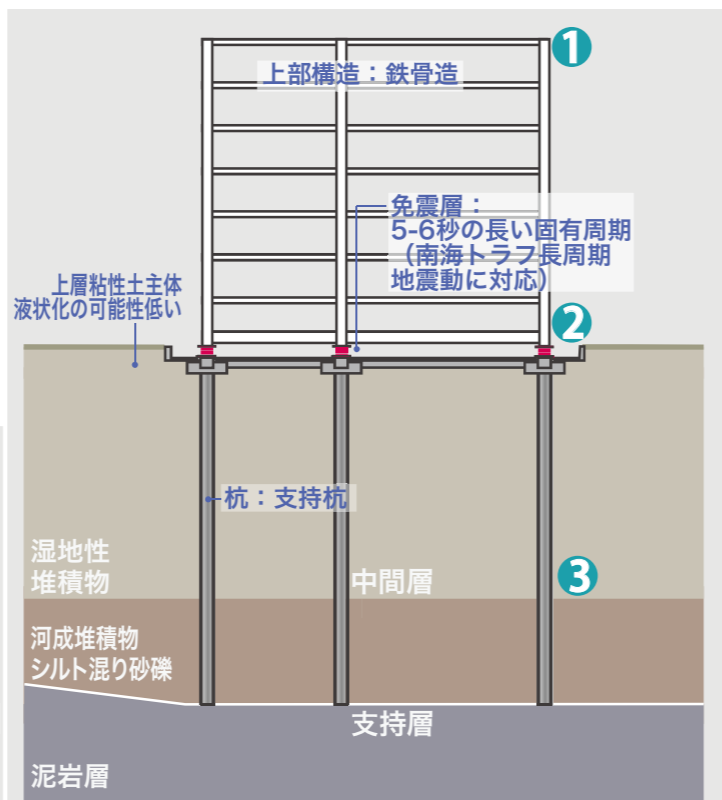 1
上部構造：鉄骨造
免震層：
5-6秒の長い固有周期
（南海トラフ長周期
地震動に対応）
上層粘性土主体
液状化の可能性低い
2
杭：支持杭
湿地性
堆積物
中間層
3
河成堆積物
シルト混り砂礫
支持層
泥岩層